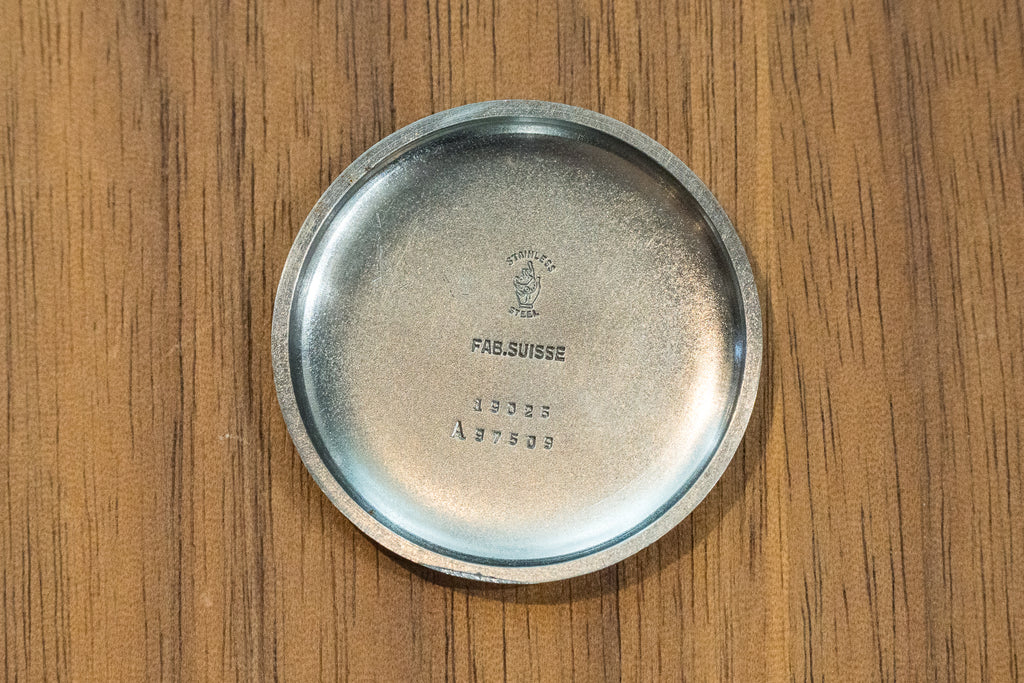 STAINLESS
STEEL
FAB.SUISSE
19025
A97509